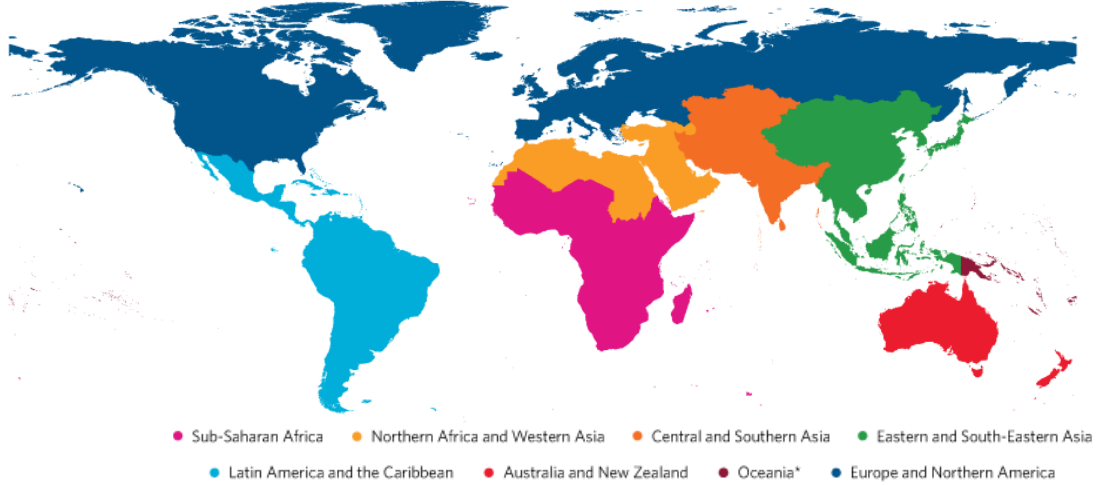 Sub-Saharan Africa Northern Africa and Western Asia Central and Southern Asia Eastern and South-Eastern Asia
Latin America and the Caribbean Australia and New Zealand Oceania* Europe and Northern America